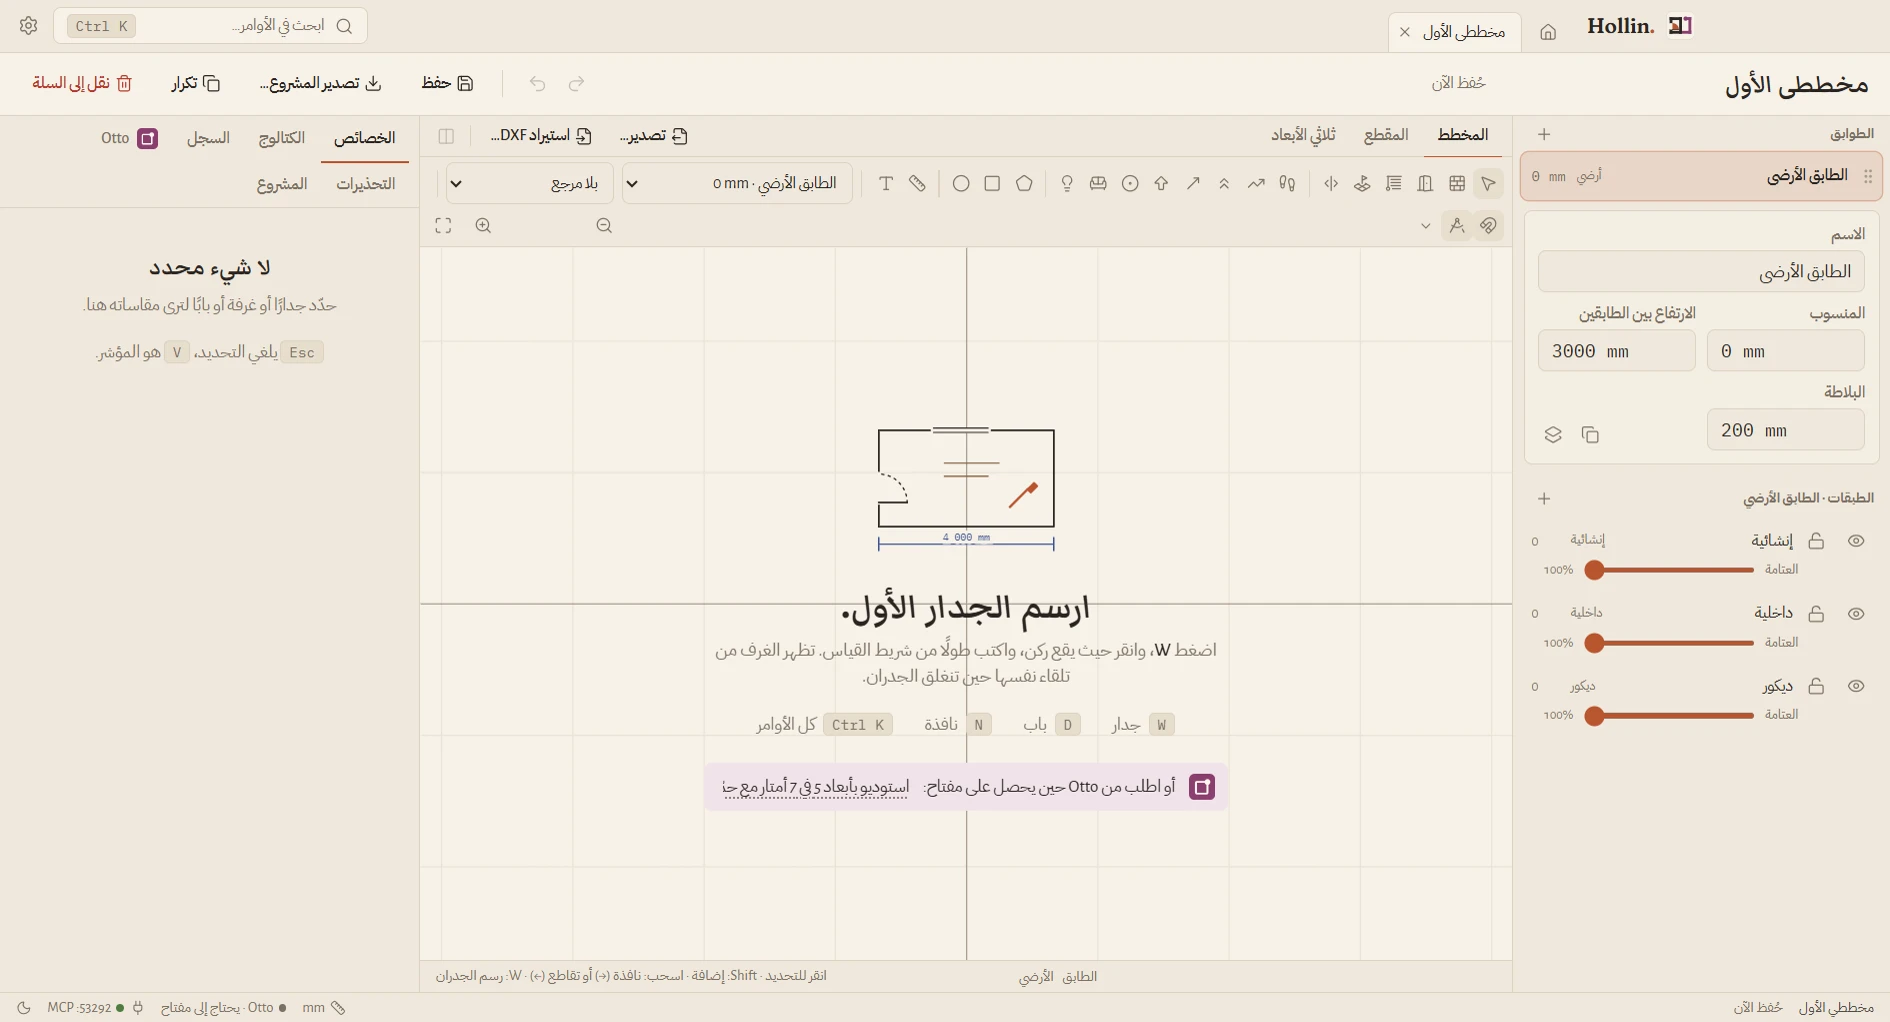 Hollin.
مخططي الأول
ابحث في الأوامر...
Ctrl K
مخططي الأول
حُفظ الآن
حفظ
تصدير المشروع...
تكرار
نقل إلى السلة
الطوابق
الطابق الأرضي
أرضي
0 mm
الاسم
الطابق الأرضي
المنسوب
الارتفاع بين الطابقين
0 mm
3000 mm
البلاطة
200 mm
الطبقات · الطابق الأرضي
إنشائية
إنشائية
0
العتامة
100%
داخلية
داخلية
0
العتامة
100%
ديكور
ديكور
0
العتامة
100%
المخطط
المقطع
ثلاثي الأبعاد
تصدير...
استيراد DXF...
الطابق الأرضي · 0 mm
بلا مرجع
4 000 mm
ارسم الجدار الأول.
اضغط W، وانقر حيث يقع ركن، واكتب طولًا من شريط القياس. تظهر الغرف من
تلقاء نفسها حين تنغلق الجدران.
W جدار
D باب
N نافذة
Ctrl K كل الأوامر
أو اطلب من Otto حين يحصل على مفتاح:
استوديو بأبعاد 5 في 7 أمتار مع
الطابق الأرضي
انقر للتحديد · Shift: إضافة · اسحب: نافذة (→) أو تقاطع (←) · W: رسم الجدران
الخصائص
الكتالوج
السجل
Otto
التحذيرات
المشروع
لا شيء محدد
حدّد جدارًا أو غرفة أو بابًا لترى مقاساته هنا.
Esc يلغي التحديد، V هو المؤشر.
مخططي الأول
حُفظ الآن
mm
Otto · يحتاج إلى مفتاح
MCP :53292